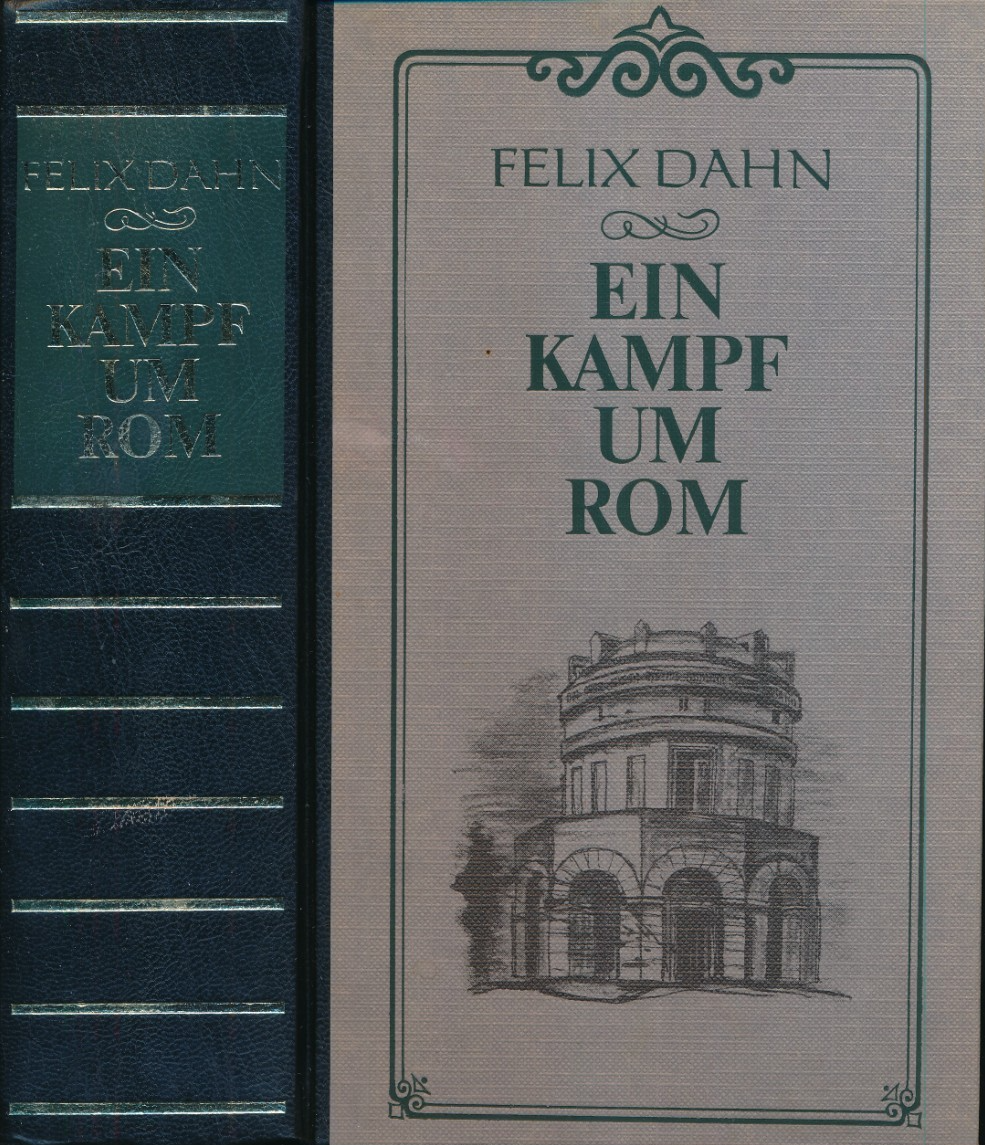 FELIX DAHN
EIN
KAMPF
UM
ROM
FELIX DAHN
EIN
KAMPF
UM
ROM